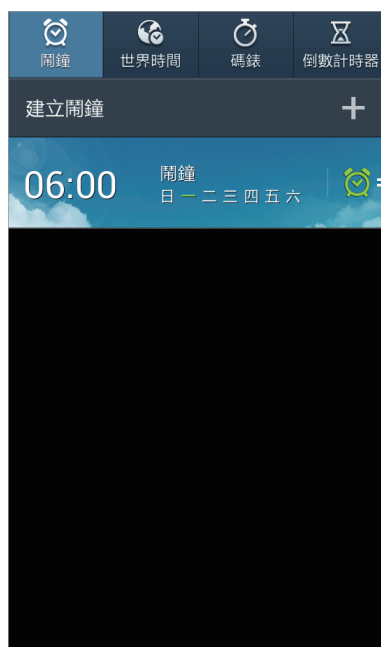 鬧鐘 世界時間 碼錶 倒數計時器
建立鬧鐘
06:00
鬧鐘
日 一 二 三 四 五 六